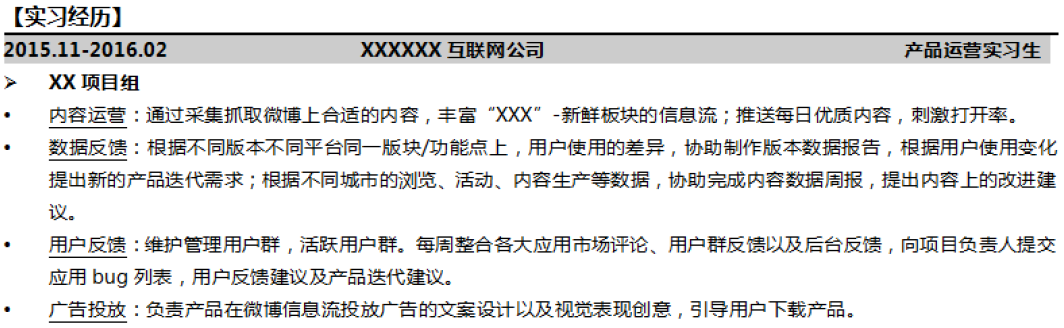 【实习经历】
2015.11-2016.02 XXXXXX 互联网公司 产品运营实习生
➢ XX 项目组
• 内容运营：通过采集抓取微博上合适的内容，丰富“XXX”-新鲜板块的信息流；推送每日优质内容，刺激打开率。
• 数据反馈：根据不同版本不同平台同一版块/功能点上，用户使用的差异，协助制作版本数据报告，根据用户使用变化
提出新的产品迭代需求；根据不同城市的浏览、活动、内容生产等数据，协助完成内容数据周报，提出内容上的改进建
议。
• 用户反馈：维护管理用户群，活跃用户群。每周整合各大应用市场评论、用户群反馈以及后台反馈，向项目负责人提交
应用 bug 列表，用户反馈建议及产品迭代建议。
• 广告投放：负责产品在微博信息流投放广告的文案设计以及视觉表现创意，引导用户下载产品。